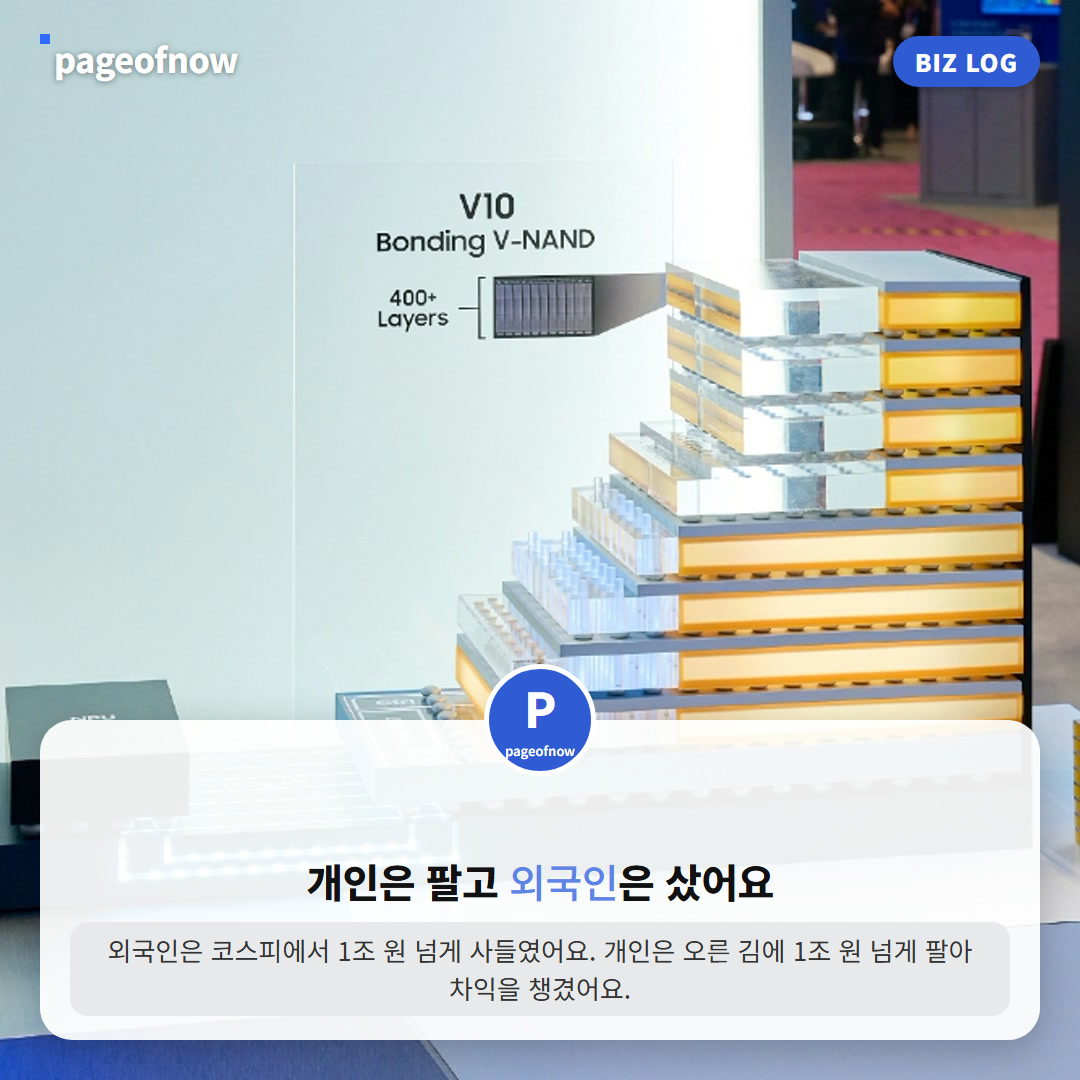 pageofnow
BIZ LOG
V10
Bonding V-NAND
400+
Layers
P
pageofnow
개인은 팔고 외국인은 샀어요
외국인은 코스피에서 1조 원 넘게 사들였어요. 개인은 오른 김에 1조 원 넘게 팔아
차익을 챙겼어요.